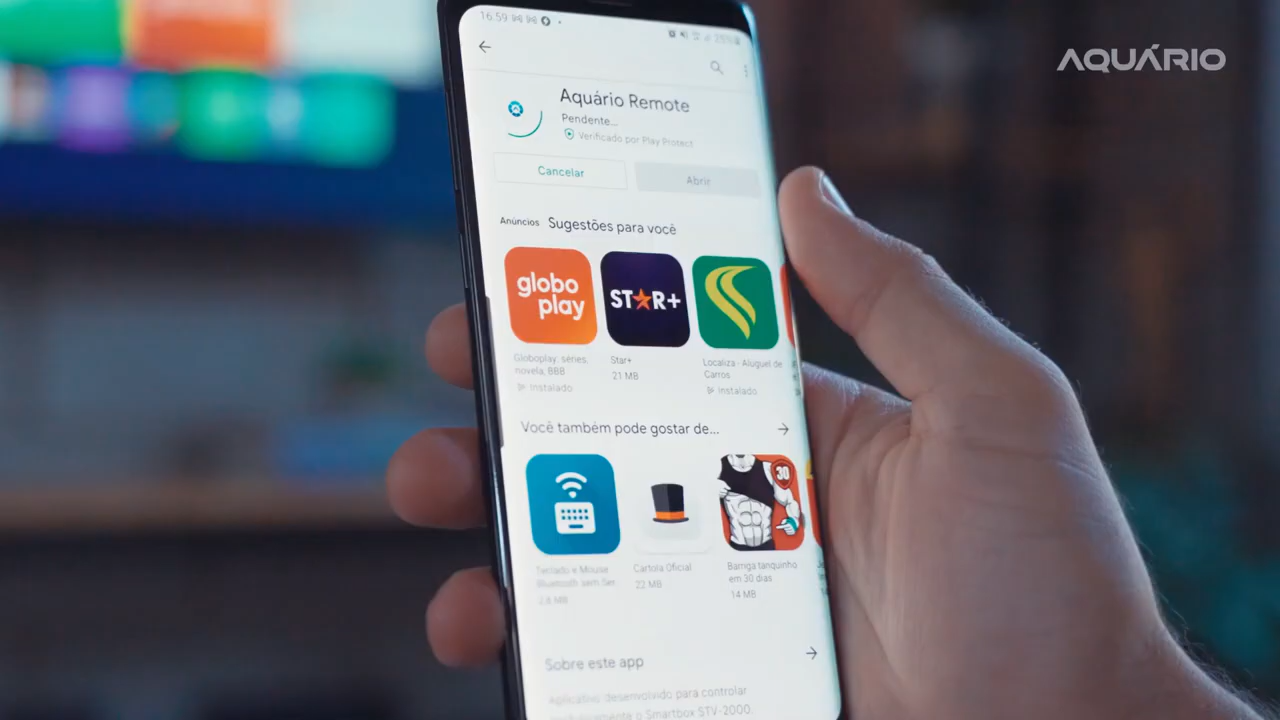 AQUÁRIO
16:59
25%
Aquário Remote
Pendente...
Verificado por Play Protect
Cancelar
Abrir
Anúncios Sugestões para você
globo
play
STAR+
Globoplay: séries,
novela, BBB
Instalado
Star+
21 MB
Localiza - Aluguel de
Carros
Instalado
Você também pode gostar de...
30
Teclado e Mouse
Bluetooth sem
2.6 MB
Cartola Oficial
22 MB
Barriga tanquinho
em 30 dias
14 MB
Sobre este app
Aplicativo desenvolvido para controlar
o Smartbox STV-2000,